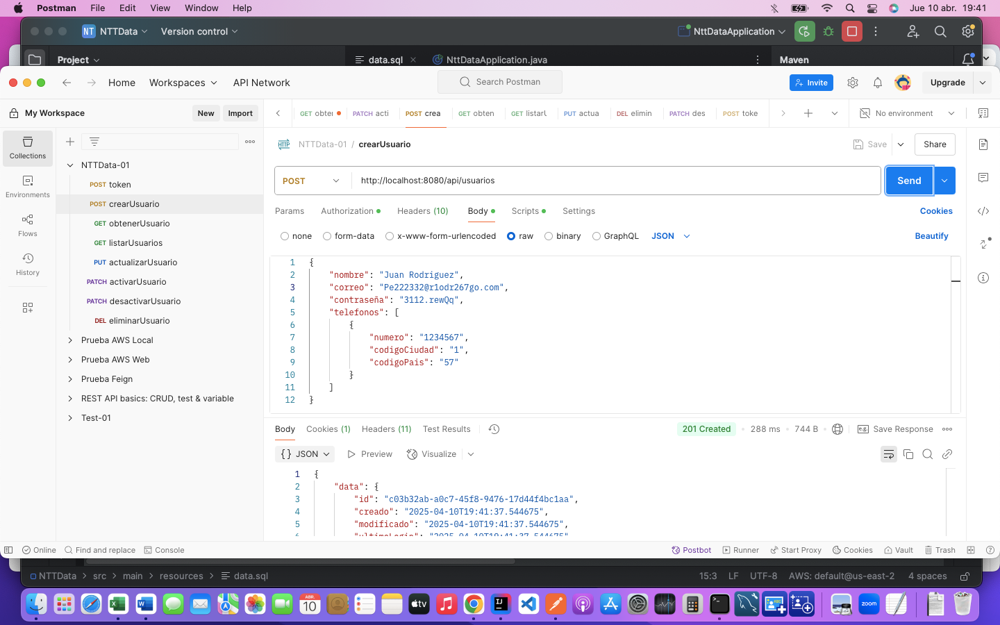 Postman File Edit View Window Help Jue 10 abr. 19:41
NT NTTData Version control NttDataApplication
Project data.sql NttDataApplication.java Maven
Home Workspaces API Network Search Postman Invite Upgrade
My Workspace New Import GET PATCH acti POST crea GET obten GET PUT actua DEL elimin PATCH des POST toke No environment
Collections
Environments
Flows
History
NTTData-01
POST token
POST crearUsuario
GET obtenerUsuario
GET listarUsuarios
PUT actualizarUsuario
PATCH activarUsuario
PATCH desactivarUsuario
DEL eliminarUsuario
Prueba AWS Local
Prueba AWS Web
Prueba Feign
REST API basics: CRUD, test & variable
Test-01
HTTP NTTData-01 / crearUsuario Save Share
POST http://localhost:8080/api/usuarios Send
Params Authorization Headers (10) Body Scripts Settings Cookies
none form-data x-www-form-urlencoded raw binary GraphQL JSON Beautify
1 {
2 "nombre": "Juan Rodriguez",
3 "correo": "Pe222332@r1odr267go.com",
4 "contraseña": "3112.rewQq",
5 "telefonos": [
6 {
7 "numero": "1234567",
8 "codigoCiudad": "1",
9 "codigoPais": "57"
10 }
11 ]
12 }
Body Cookies (1) Headers (11) Test Results 201 Created 288 ms 744 B Save Response
{} JSON Preview Visualize
1 {
2 "data": {
3 "id": "c03b32ab-a0c7-45f8-9476-17d44f4bc1aa",
4 "creado": "2025-04-10T19:41:37.544675",
5 "modificado": "2025-04-10T19:41:37.544675",
6 "ultimoLogin": "2025-04-10T19:41:37.544675"
Online Find and replace Console Postbot Runner Start Proxy Cookies Vault Trash
NTTData src main resources data.sql 15:3 LF UTF-8 AWS: default@us-east-2 4 spaces
ABR.
10
tv
zoom